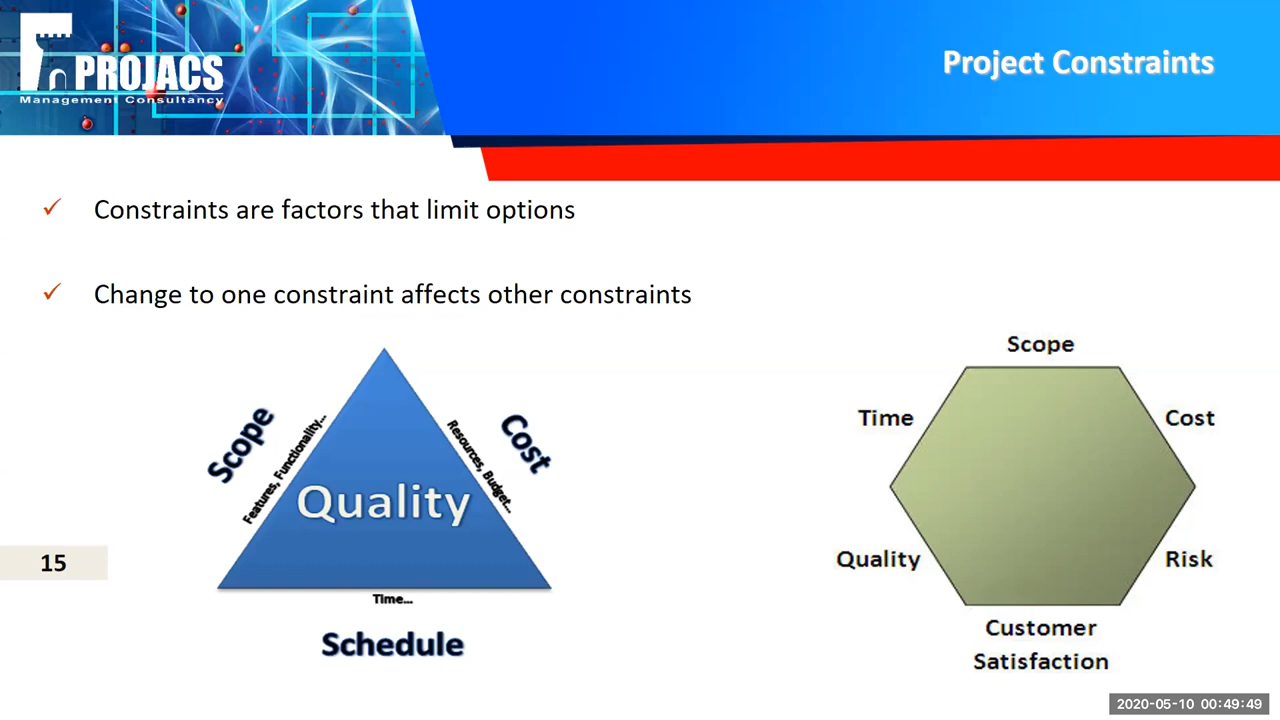 PROJACS
Management Consultancy
Project Constraints
✓ Constraints are factors that limit options
✓ Change to one constraint affects other constraints
Scope
Features, Functionality...
Cost
Resources, Budget...
Quality
Time...
Schedule
Scope
Time
Cost
Quality
Risk
Customer
Satisfaction
15
2020-05-10 00:49:49